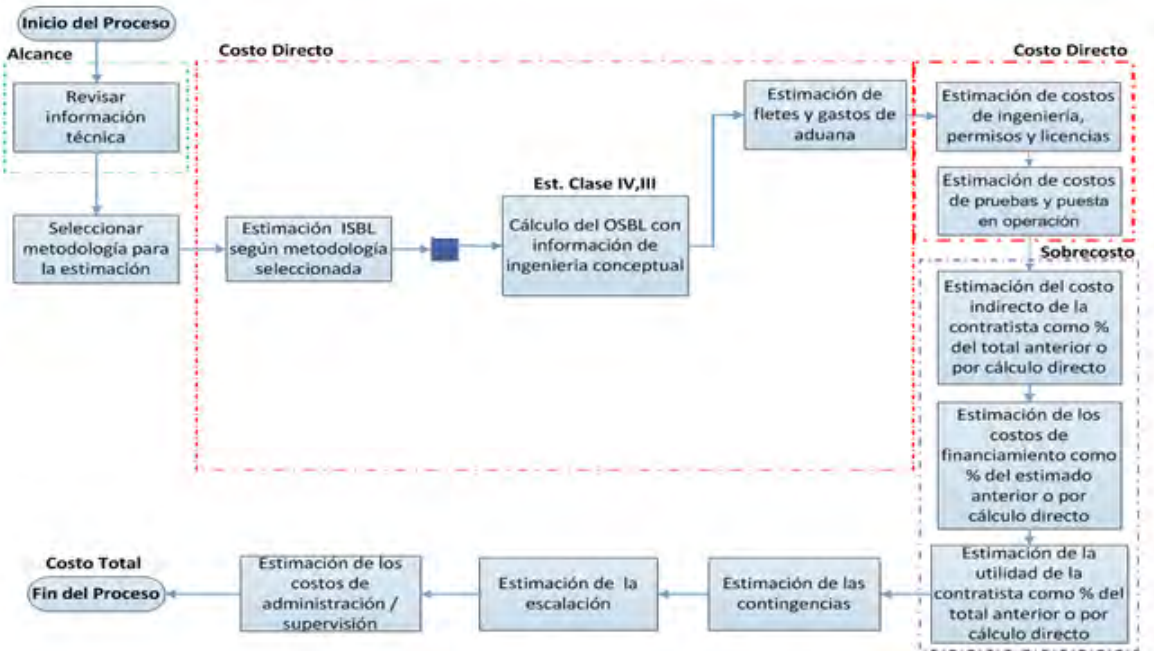 Inicio del Proceso
Alcance
Revisar
información
técnica
Seleccionar
metodología para
la estimación
Costo Directo
Estimación ISBL
según metodología
seleccionada
Est. Clase IV,III
Cálculo del OSBL con
información de
ingeniería conceptual
Estimación de
fletes y gastos de
aduana
Costo Directo
Estimación de costos
de ingeniería,
permisos y licencias
Estimación de costos
de pruebas y puesta
en operación
Sobrecosto
Estimación del costo
indirecto de la
contratista como %
del total anterior o
por cálculo directo
Estimación de los
costos de
financiamiento como
% del estimado
anterior o por
cálculo directo
Estimación de la
utilidad de la
contratista como % del
total anterior o por
cálculo directo
Estimación de las
contingencias
Estimación de la
escalación
Estimación de los
costos de
administración /
supervisión
Costo Total
Fin del Proceso